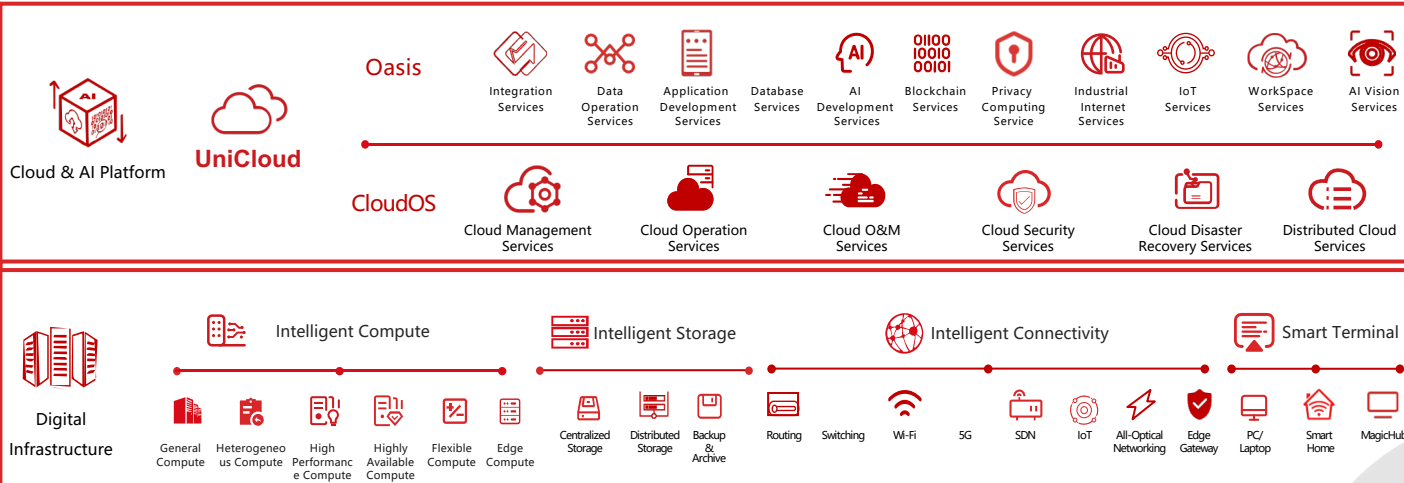 Oasis
Integration
Services
Data
Operation
Services
Application
Development
Services
Database
Services
AI
AI
Development
Services
01100
10010
00101
Blockchain
Services
Privacy
Computing
Service
Industrial
Internet
Services
IoT
Services
WorkSpace
Services
AI Vision
Services
AI
Cloud & AI Platform
UniCloud
CloudOS
Cloud Management
Services
Cloud Operation
Services
Cloud O&M
Services
Cloud Security
Services
Cloud Disaster
Recovery Services
Distributed Cloud
Services
Digital
Infrastructure
Intelligent Compute
General
Compute
Heterogeneo
us Compute
High
Performanc
e Compute
Highly
Available
Compute
Flexible
Compute
Edge
Compute
Intelligent Storage
Centralized
Storage
Distributed
Storage
Backup
&
Archive
Intelligent Connectivity
Routing
Switching
Wi-Fi
5G
SDN
IoT
All-Optical
Networking
Edge
Gateway
Smart Terminal
PC/
Laptop
Smart
Home
MagicHub